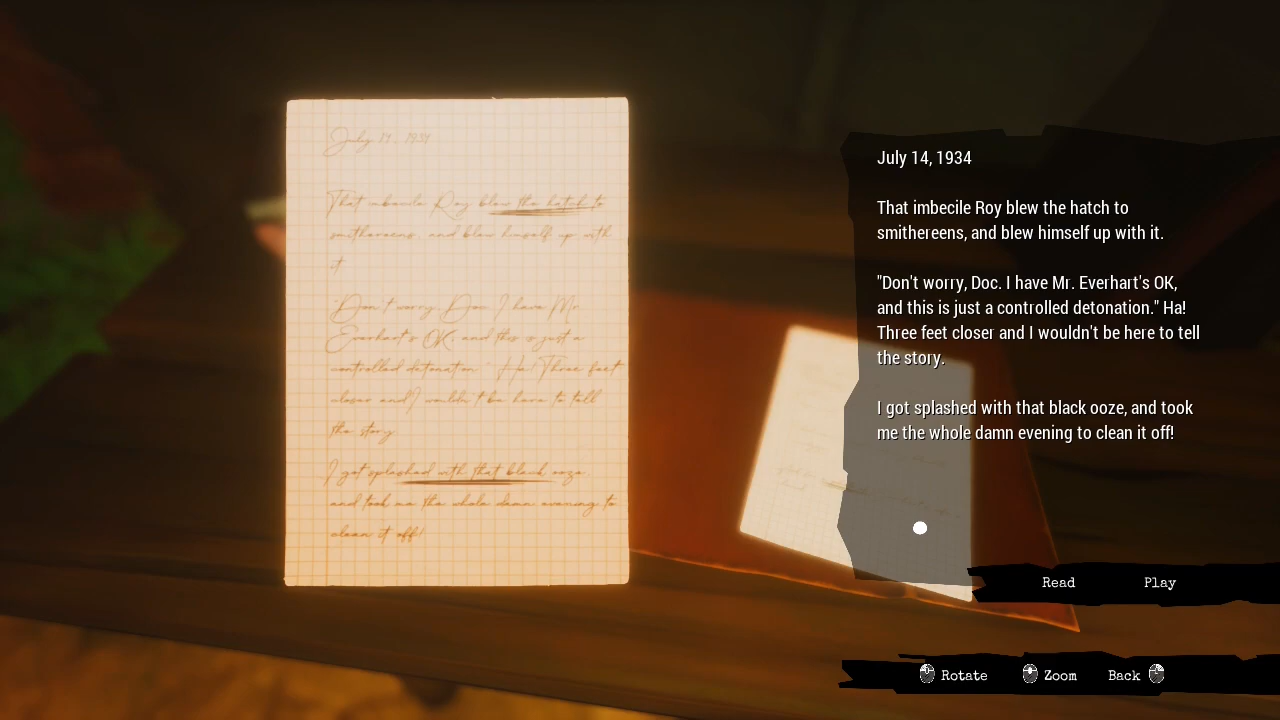 July 14, 1934
That imbecile Roy blew the hatch to
smithereens, and blew himself up with
it
"Don't worry, Doc. I have Mr.
Everhart's OK, and this is just a
controlled detonation." Ha! Three feet
closer and I wouldn't be here to tell
the story
I got splashed with that black ooze,
and took me the whole damn evening to
clean it off!
July 14, 1934
That imbecile Roy blew the hatch to
smithereens, and blew himself up with it.
"Don't worry, Doc. I have Mr. Everhart's OK,
and this is just a controlled detonation." Ha!
Three feet closer and I wouldn't be here to tell
the story.
I got splashed with that black ooze, and took
me the whole damn evening to clean it off!
Read Play
Rotate Zoom Back